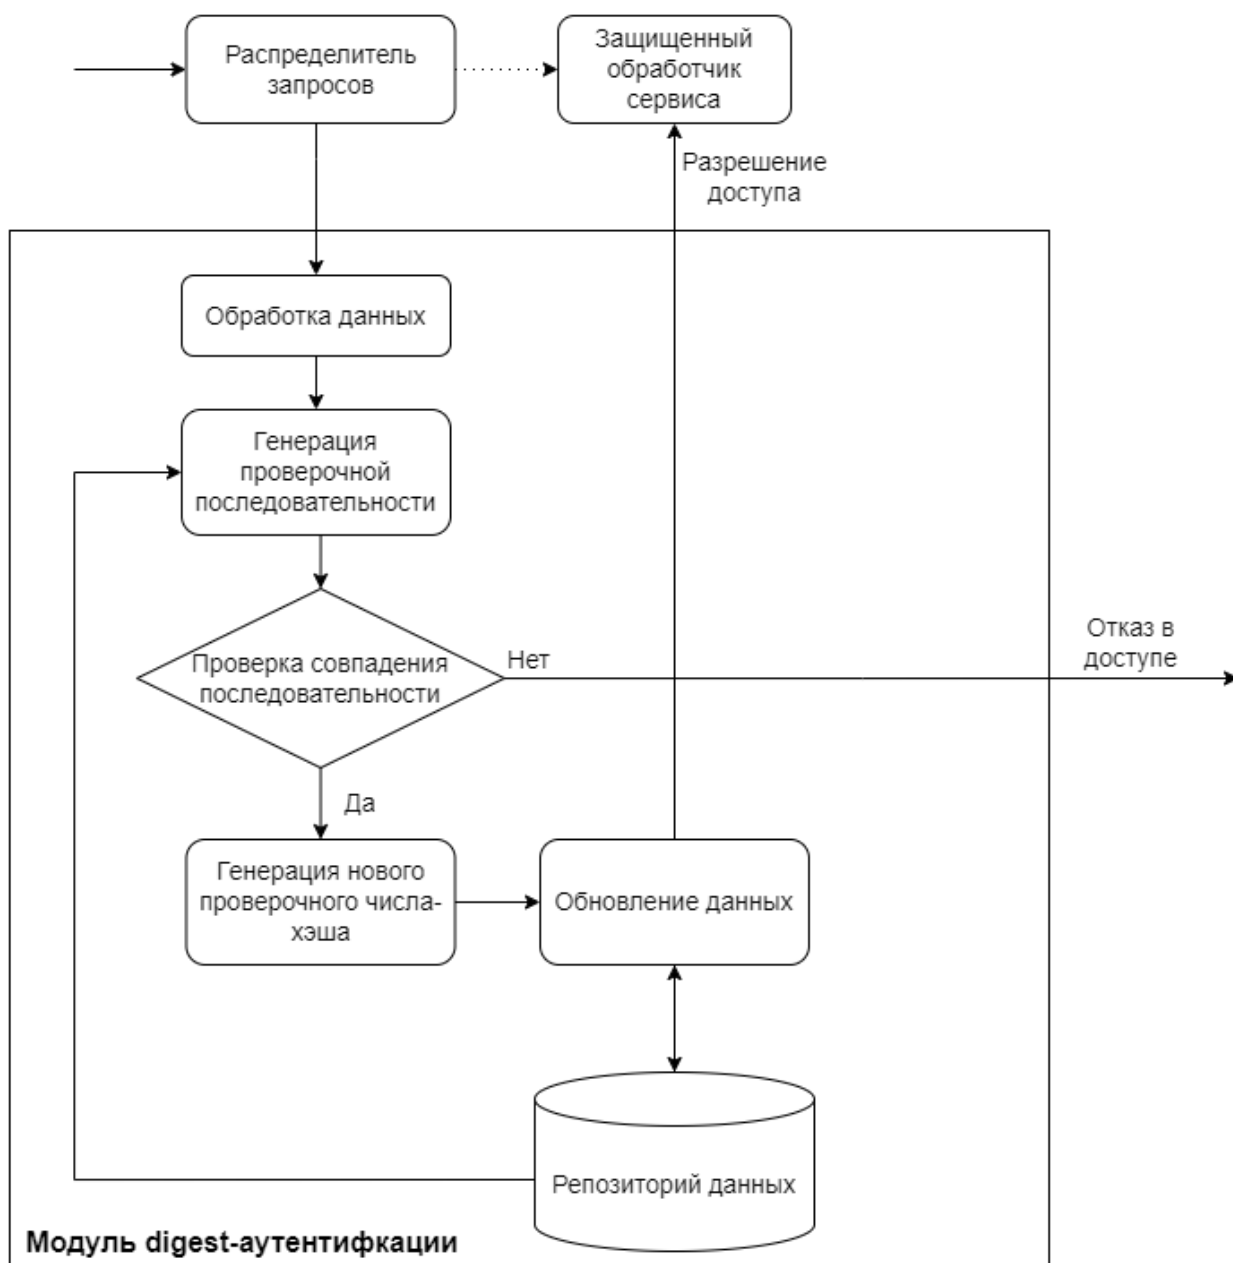 Распределитель
запросов
Защищенный
обработчик
сервиса
Разрешение
доступа
Обработка данных
Генерация
проверочной
последовательности
Проверка совпадения
последовательности
Нет
Отказ в
доступе
Да
Генерация нового
проверочного числа-
хэша
Обновление данных
Репозиторий данных
Модуль digest-аутентифкации